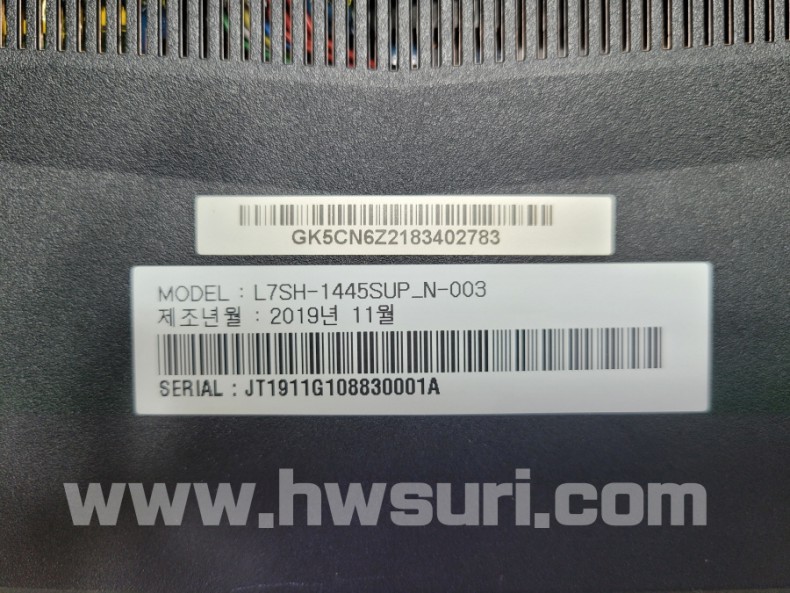 GK5CN6Z2183402783
MODEL : L7SH-1445SUP_N-003
제조년월 : 2019년 11월
SERIAL : JT1911G108830001A
www.hwsuri.com